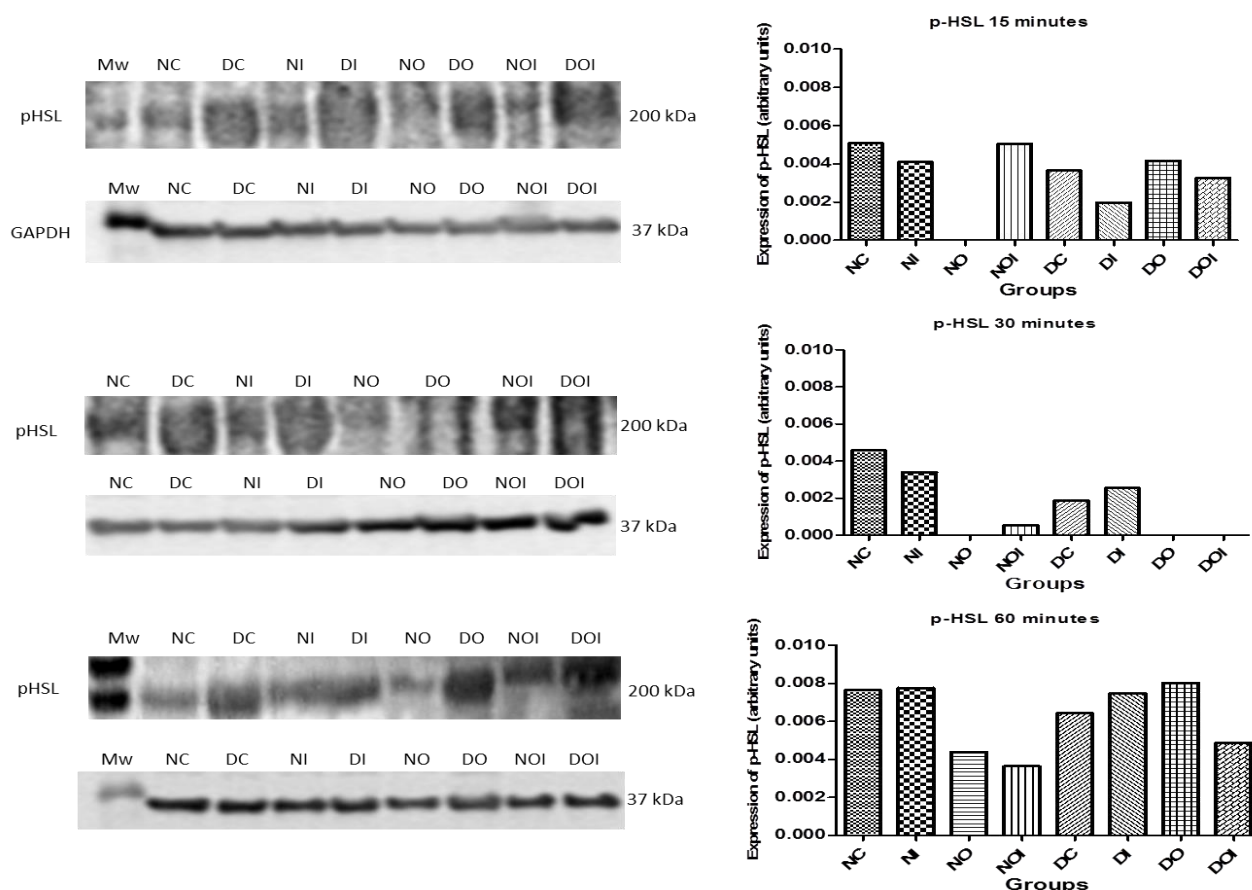 Mw NC DC NI DI NO DO NOI DOI
pHSL 200 kDa
Mw NC DC NI DI NO DO NOI DOI
GAPDH 37 kDa
p-HSL 15 minutes
Expression of p-HSL (arbitrary units)
0.010
0.008
0.006
0.004
0.002
0.000
NC NI NO NOI DC DI DO DOI
Groups
NC DC NI DI NO DO NOI DOI
pHSL 200 kDa
NC DC NI DI NO DO NOI DOI
37 kDa
p-HSL 30 minutes
Expression of p-HSL (arbitrary units)
0.010
0.008
0.006
0.004
0.002
0.000
NC NI NO NOI DC DI DO DOI
Groups
Mw NC DC NI DI NO DO NOI DOI
pHSL 200 kDa
Mw NC DC NI DI NO DO NOI DOI
37 kDa
p-HSL 60 minutes
Expression of p-HSL (arbitrary units)
0.010
0.008
0.006
0.004
0.002
0.000
NC NI NO NOI DC DI DO DOI
Groups